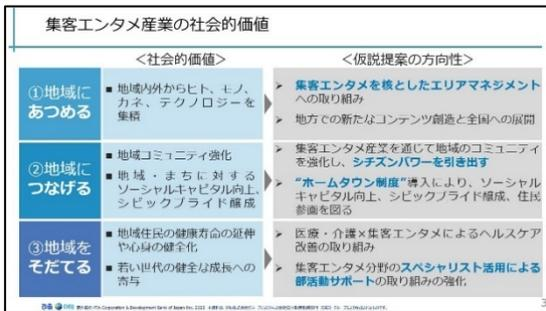 集客エンタメ産業の社会的価値
＜社会的価値＞
＜仮説提案の方向性＞
①地域に
あつめる
■ 地域内外からヒト、モノ、
カネ、テクノロジーを
集積
➢ 集客エンタメを核としたエリアマネジメント
への取り組み
➢ 地方での新たなコンテンツ創造と全国への展開
②地域に
つなげる
■ 地域コミュニティ強化
■ 地域・まちに対する
ソーシャルキャピタル向上、
シビックプライド醸成
➢ 集客エンタメ産業を通じて地域のコミュニティ
を強化し、シチズンパワーを引き出す
➢ “ホームタウン制度”導入により、ソーシャル
キャピタル向上、シビックプライド醸成、住民
参画を図る
③地域を
そだてる
■ 地域住民の健康寿命の延伸
や心身の健全化
■ 若い世代の健全な成長への
寄与
➢ 医療・介護×集客エンタメによるヘルスケア
改善の取り組み
➢ 集客エンタメ分野のスペシャリスト活用による
部活動サポートの取り組みの強化
ぴあ
3